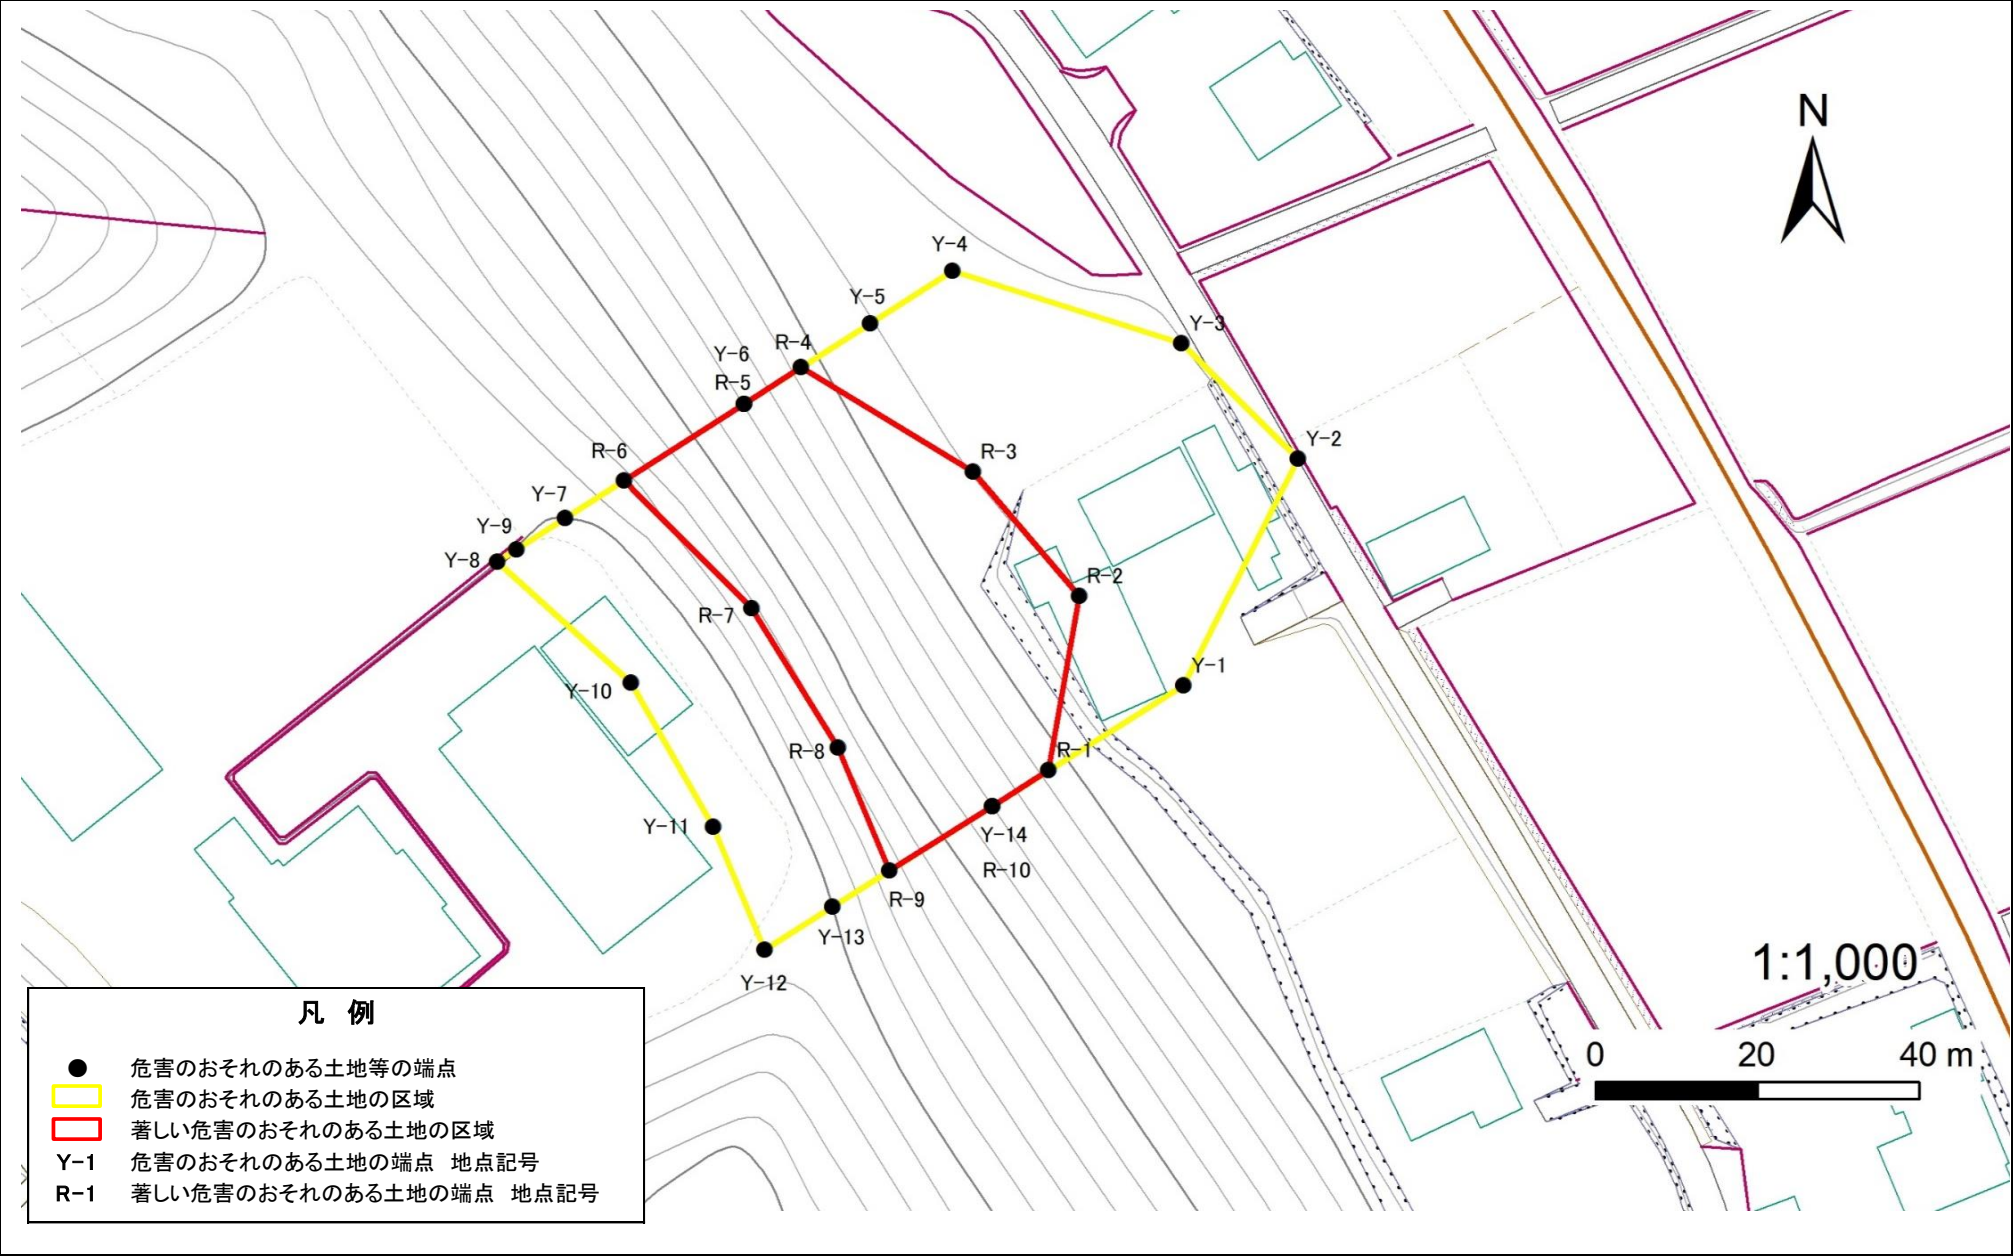 N
Y-4
Y-5
Y-3
R-4
Y-6
R-5
Y-2
R-6
R-3
Y-7
Y-9
Y-8
R-2
R-7
Y-1
Y-10
R-8
R-1
Y-11
Y-14
R-10
R-9
Y-13
Y-12
1:1,000
0 20 40 m
凡 例
危害のおそれのある土地等の端点
危害のおそれのある土地の区域
著しい危害のおそれのある土地の区域
Y-1 危害のおそれのある土地の端点 地点記号
R-1 著しい危害のおそれのある土地の端点 地点記号